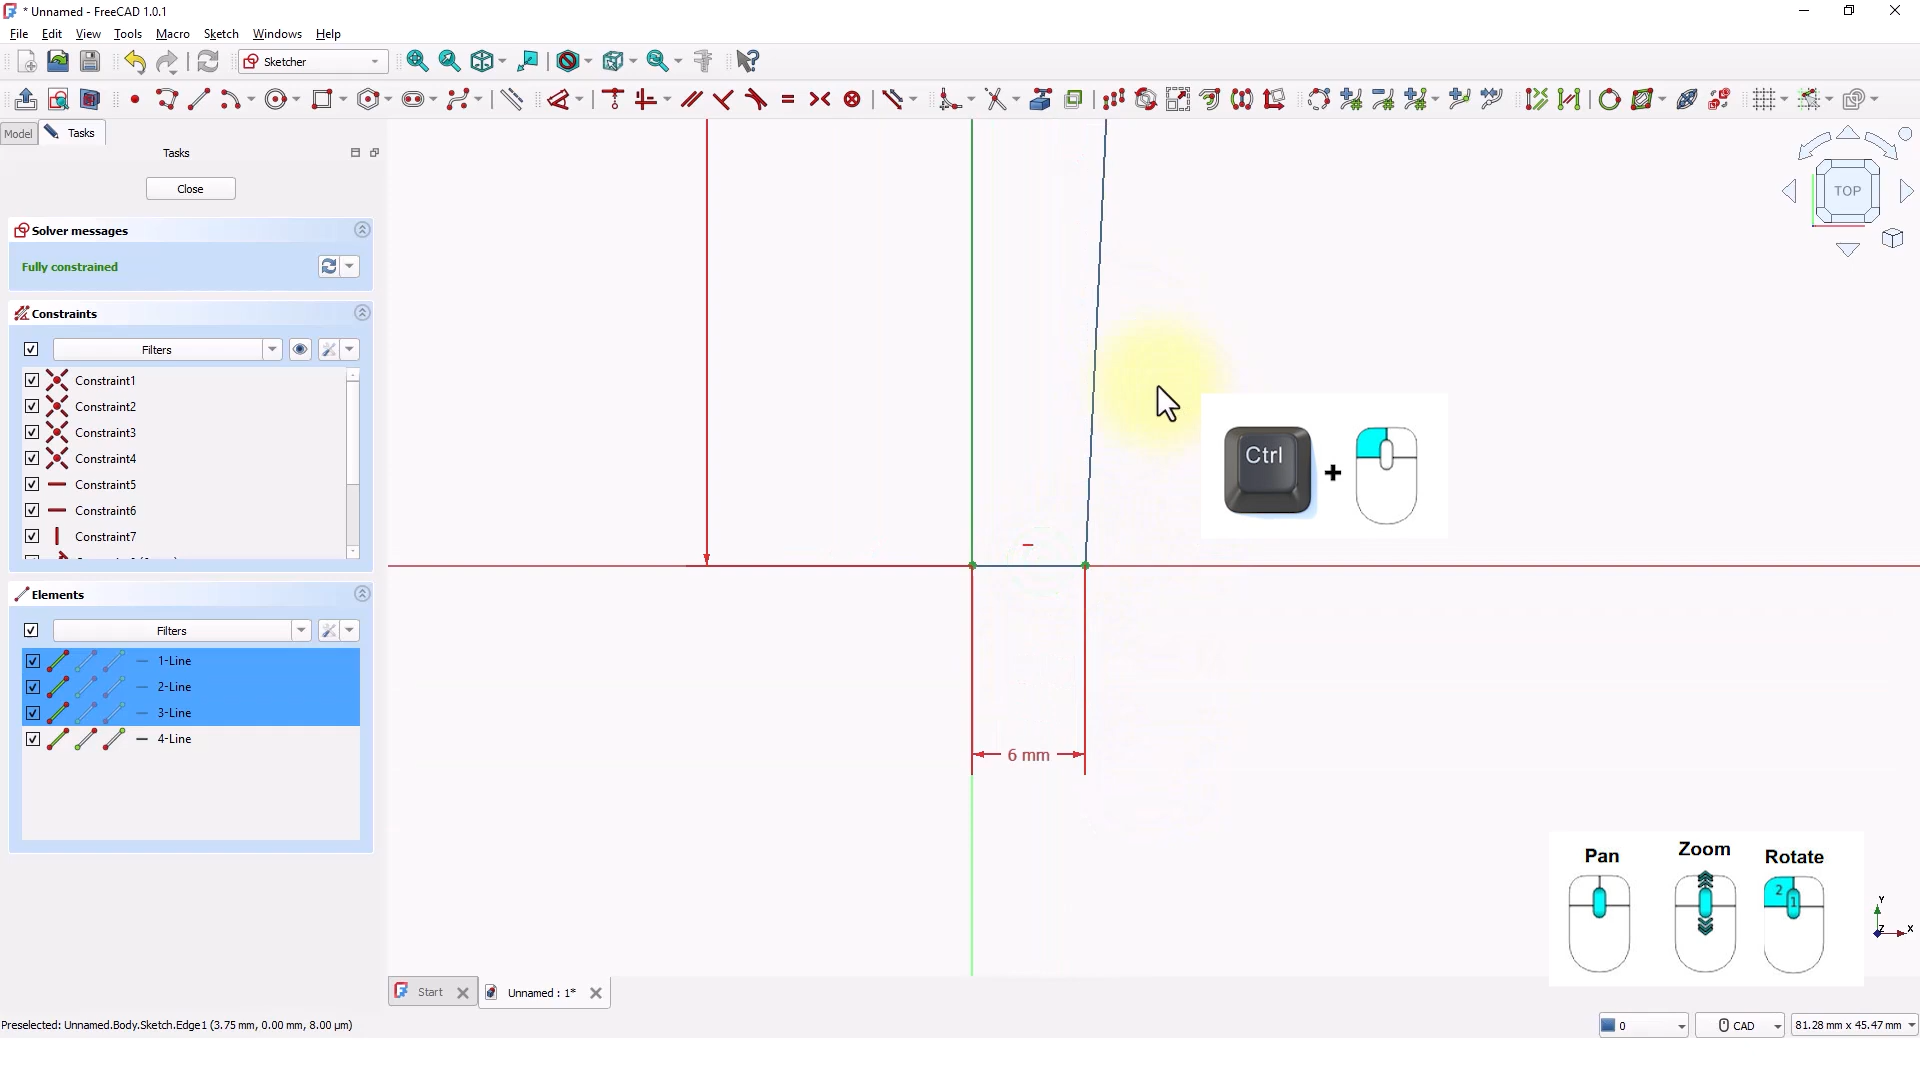 * Unnamed - FreeCAD 1.0.1
File Edit View Tools Macro Sketch Windows Help
Sketcher
Model Tasks
Tasks
Close
Solver messages
Fully constrained
Constraints
Filters
Constraint1
Constraint2
Constraint3
Constraint4
Constraint5
Constraint6
Constraint7
Elements
Filters
1-Line
2-Line
3-Line
4-Line
TOP
Ctrl +
6 mm
Pan Zoom Rotate
2 1
Y
Z X
Start Unnamed : 1*
Preselected: Unnamed.Body.Sketch.Edge1 (3.75 mm, 0.00 mm, 8.00 µm)
0 CAD 81.28 mm x 45.47 mm